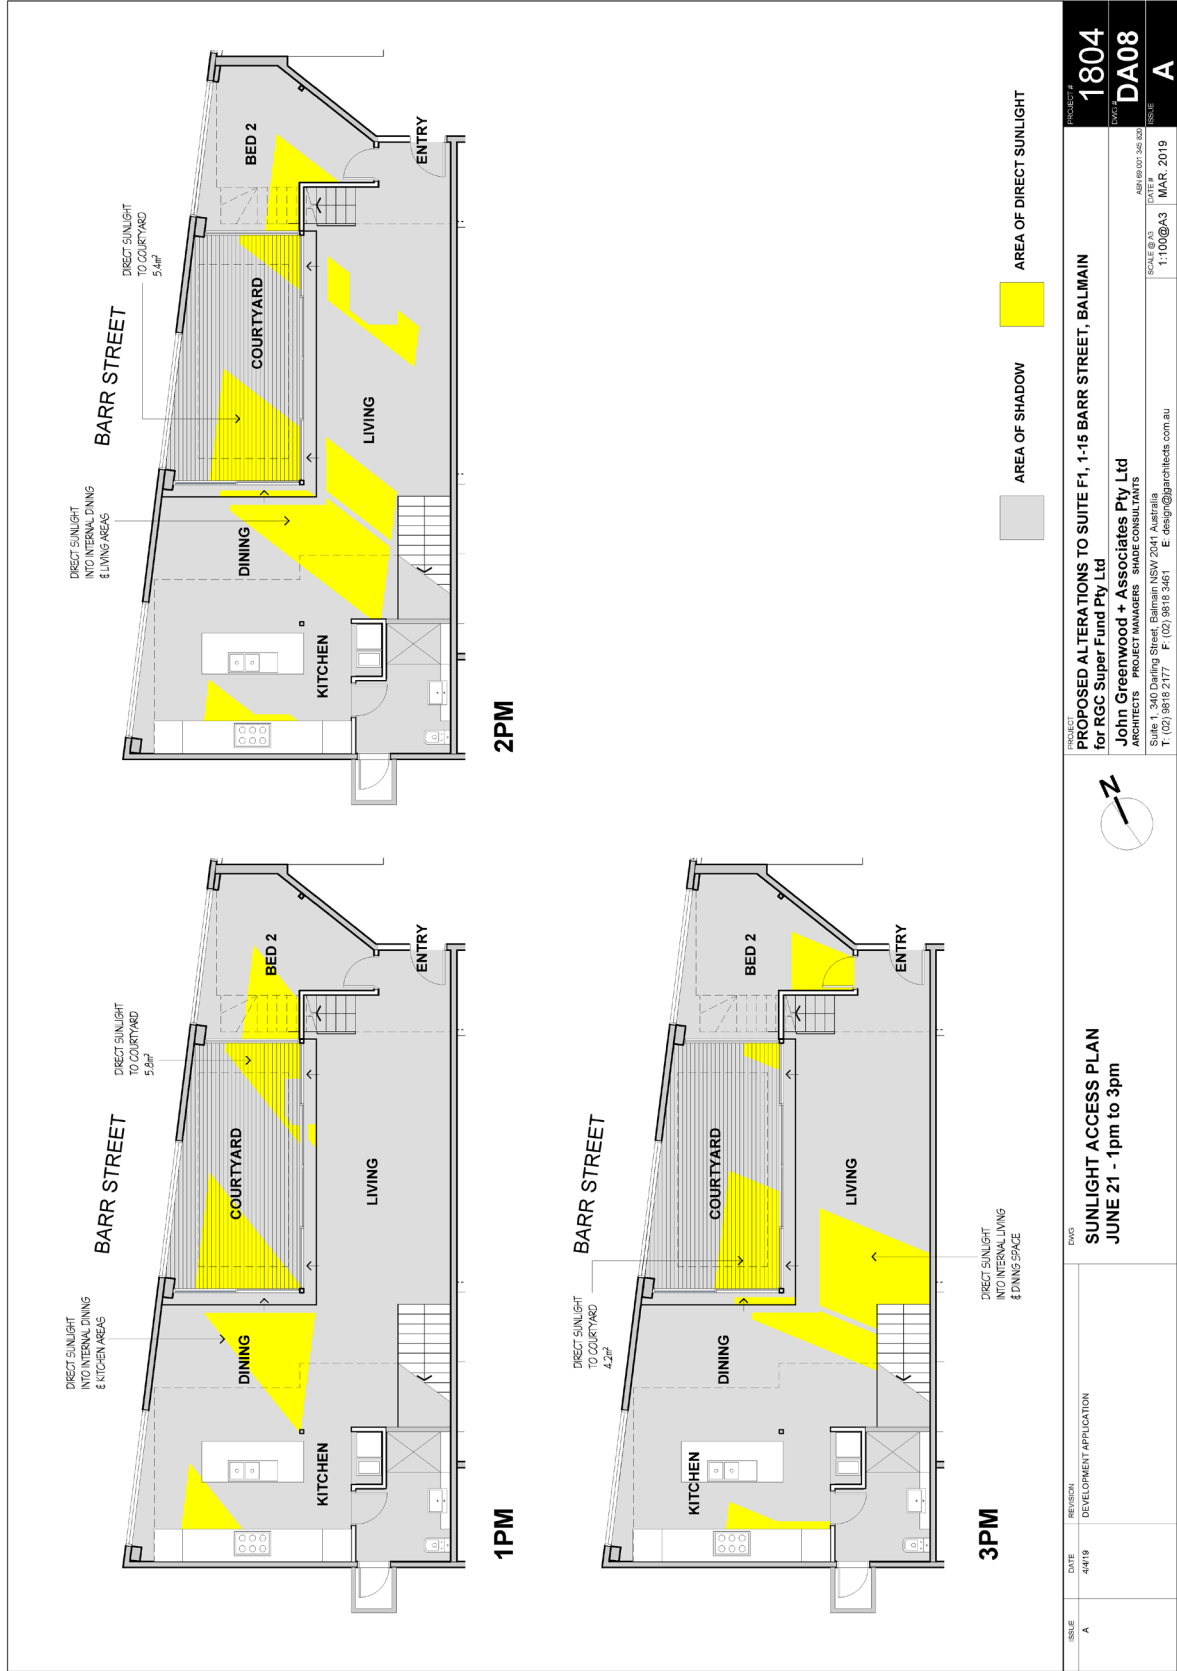 BARR STREET
DIRECT SUNLIGHT
INTO INTERNAL DINING
& KITCHEN AREAS
DIRECT SUNLIGHT
TO COURTYARD
5.8m²
DINING
COURTYARD
BED 2
KITCHEN
LIVING
ENTRY
1PM
BARR STREET
DIRECT SUNLIGHT
INTO INTERNAL DINING
& LIVING AREAS
DIRECT SUNLIGHT
TO COURTYARD
5.4m²
DINING
COURTYARD
BED 2
KITCHEN
LIVING
ENTRY
2PM
BARR STREET
DIRECT SUNLIGHT
TO COURTYARD
4.2m²
KITCHEN
DINING
COURTYARD
BED 2
LIVING
ENTRY
DIRECT SUNLIGHT
INTO INTERNAL LIVING
& DINING SPACE
3PM
AREA OF SHADOW
AREA OF DIRECT SUNLIGHT
ISSUE
DATE
REVISION
A
4/4/19
DEVELOPMENT APPLICATION
DWG
SUNLIGHT ACCESS PLAN
JUNE 21 - 1pm to 3pm
N
PROJECT
PROPOSED ALTERATIONS TO SUITE F1, 1-15 BARR STREET, BALMAIN
for RGC Super Fund Pty Ltd
John Greenwood + Associates Pty Ltd
ABN 69 001 345 820
ARCHITECTS PROJECT MANAGERS SHADE CONSULTANTS
Suite 1, 340 Darling Street, Balmain NSW 2041 Australia
T: (02) 9818 2177 F: (02) 9818 3461 E: design@jgarchitects.com.au
SCALE @ A3
1:100@A3
DATE #
MAR. 2019
PROJECT #
1804
DWG #
DA08
ISSUE
A